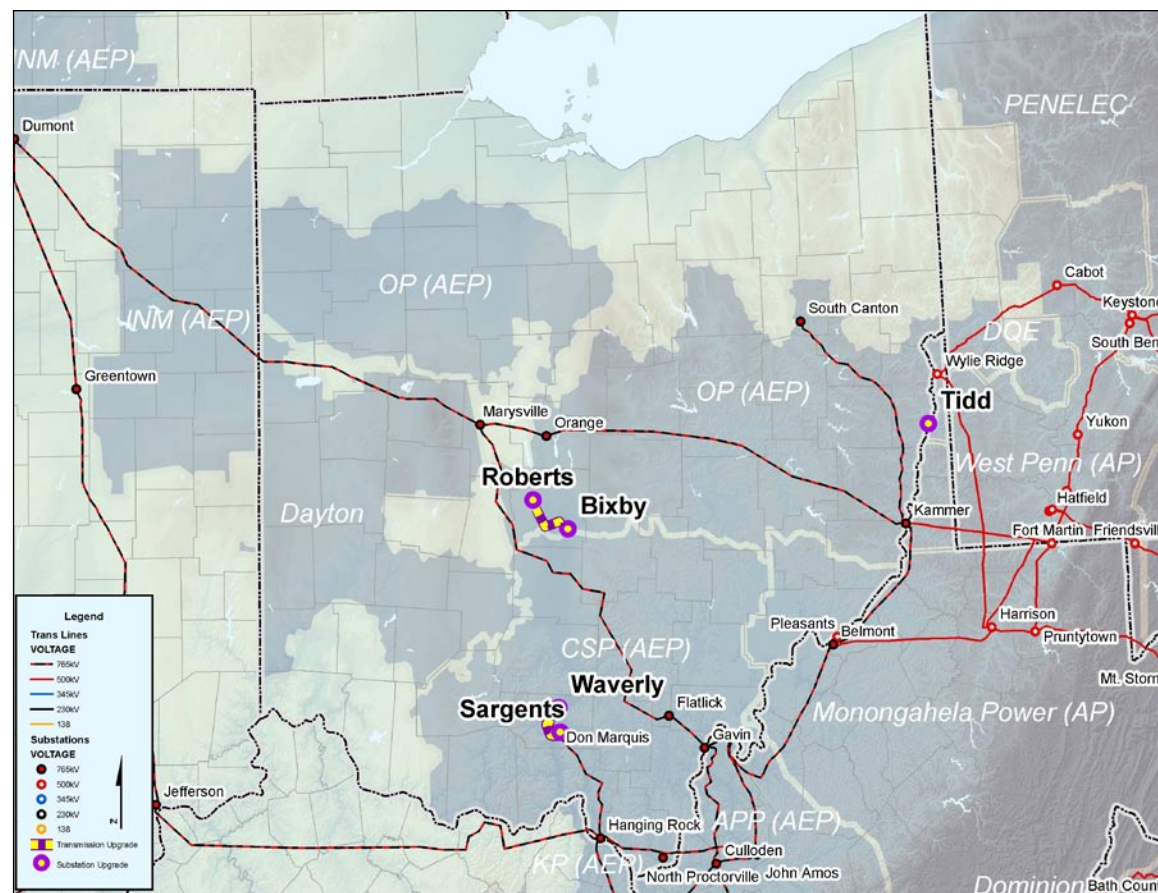 INM (AEP)
PENELEC
Dumont
OP (AEP)
Cabot
INM (AEP)
South Canton
Keystone
DQE
South Ben
Wylie Ridge
Greentown
OP (AEP)
Tidd
Marysville
Orange
Yukon
West Penn (AP)
Roberts
Bixby
Hatfield
Dayton
Kammer
Fort Martin
Friendsvill
Legend
Trans Lines
VOLTAGE
765kV
500kV
345kV
230kV
138
Substations
VOLTAGE
765kV
500kV
345kV
230kV
138
Transmission Upgrade
Substation Upgrade
N
Harrison
Pleasants
Belmont
Pruntytown
CSP (AEP)
Mt. Storm
Waverly
Sargents
Flatlick
Monongahela Power (AP)
Don Marquis
Gavin
Jefferson
Hanging Rock
APP (AEP)
Culloden
KP (AEP)
North Proctorville
John Amos
Dominion
Bath Coun